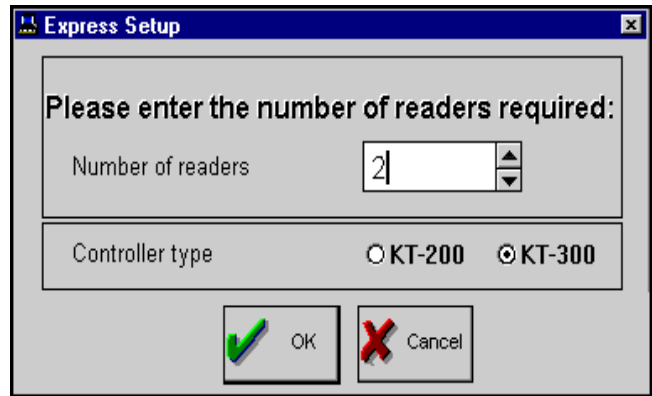 Express Setup
Please enter the number of readers required:
Number of readers 2
Controller type KT-200 KT-300
OK Cancel